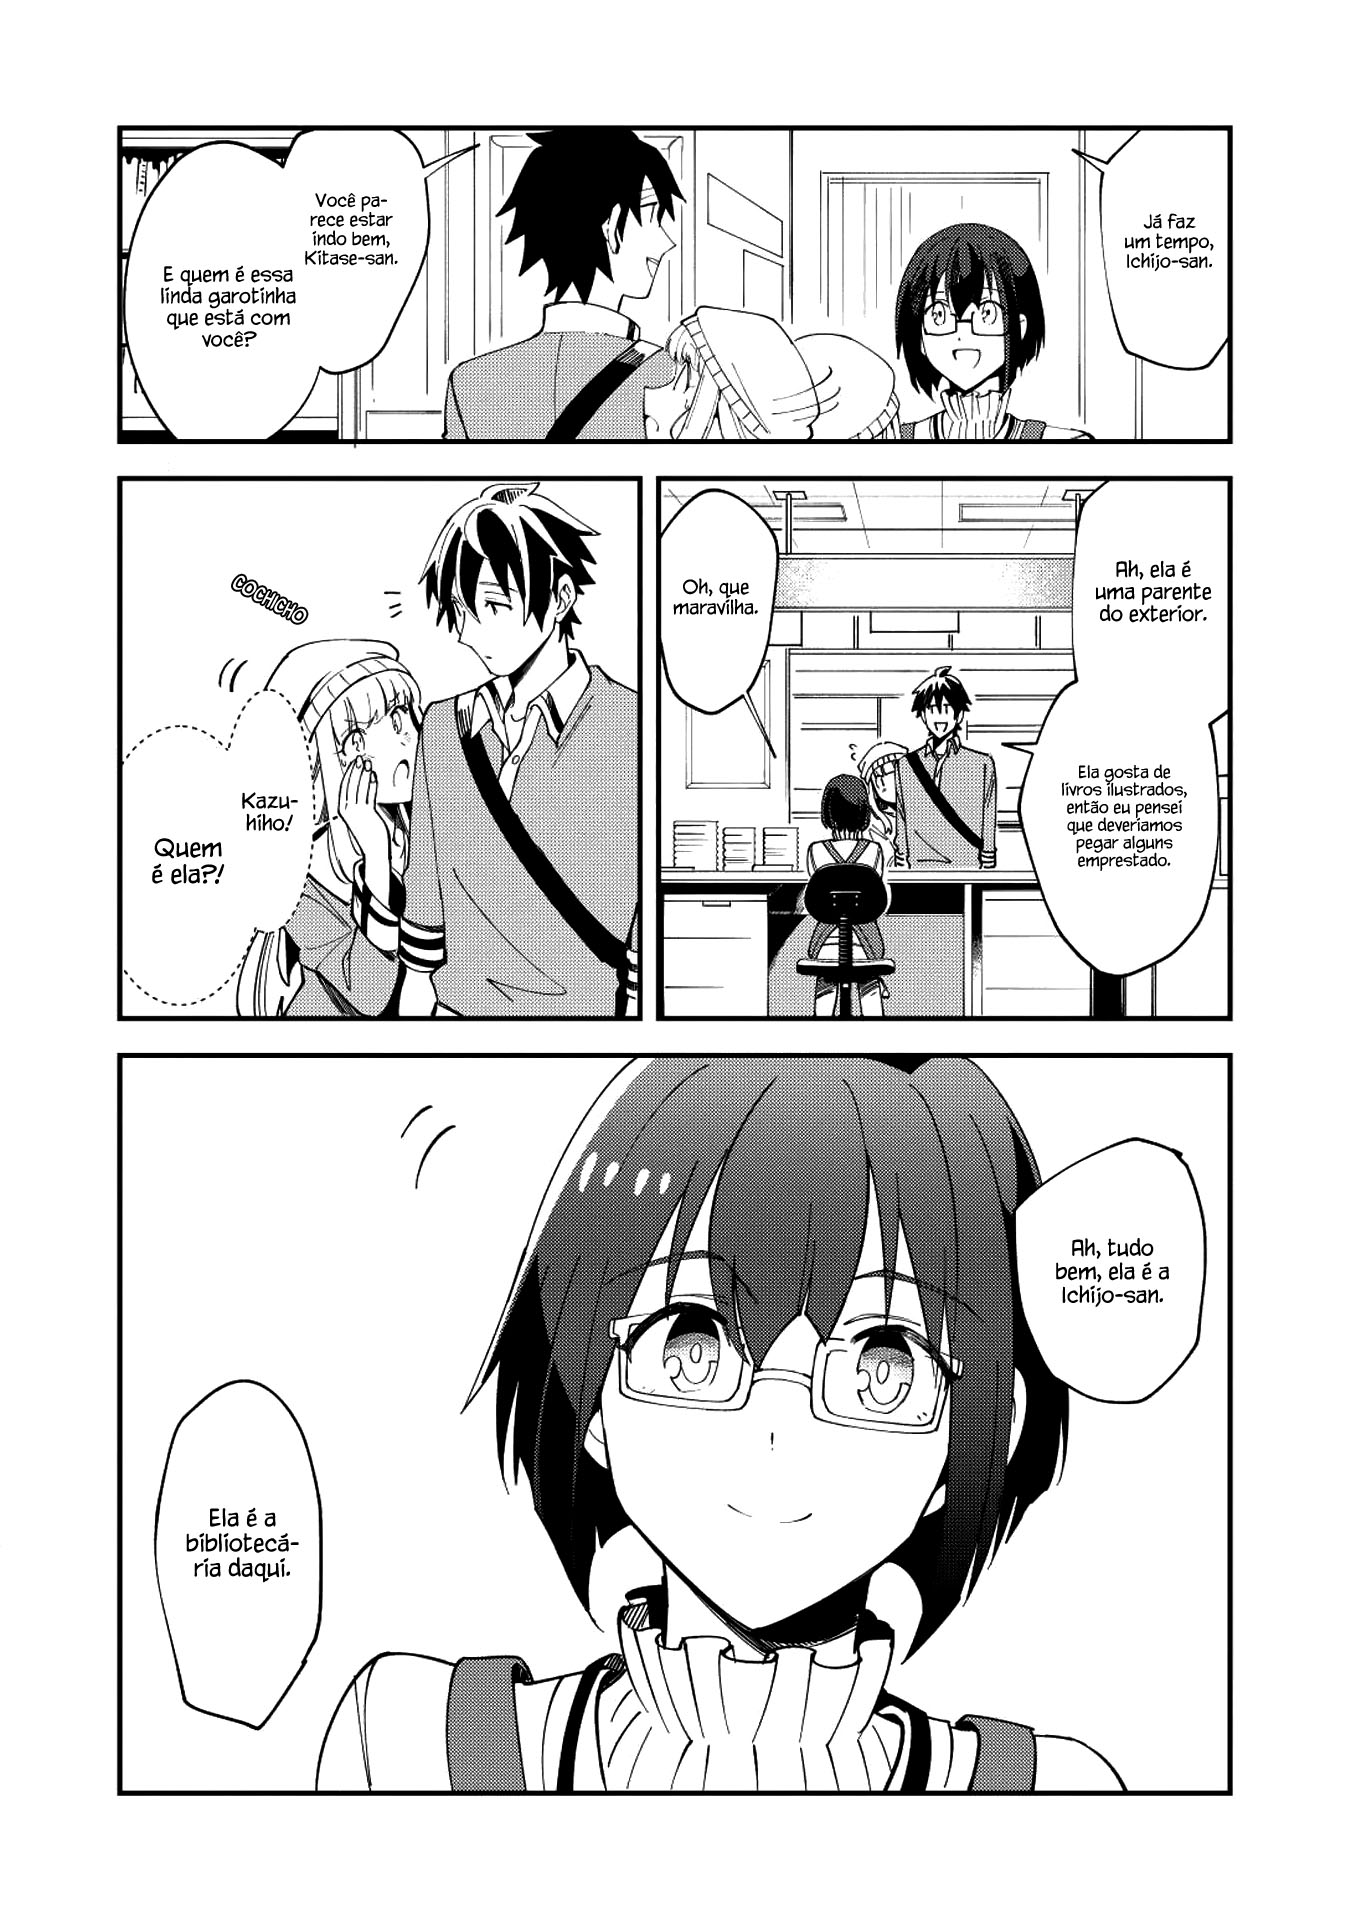 Já faz
um tempo,
Ichijo-san.
Você pa-
rece estar
indo bem,
Kitase-san.
E quem é essa
linda garotinha
que está com
você?
Ah, ela é
uma parente
do exterior.
Ela gosta de
livros ilustrados,
então eu pensei
que deveríamos
pegar alguns
emprestado.
Oh, que
maravilha.
COCHICHO
Kazu-
hiho!
Quem
é ela?!
Ah, tudo
bem, ela é a
Ichijo-san.
Ela é a
bibliotecá-
ria daqui.